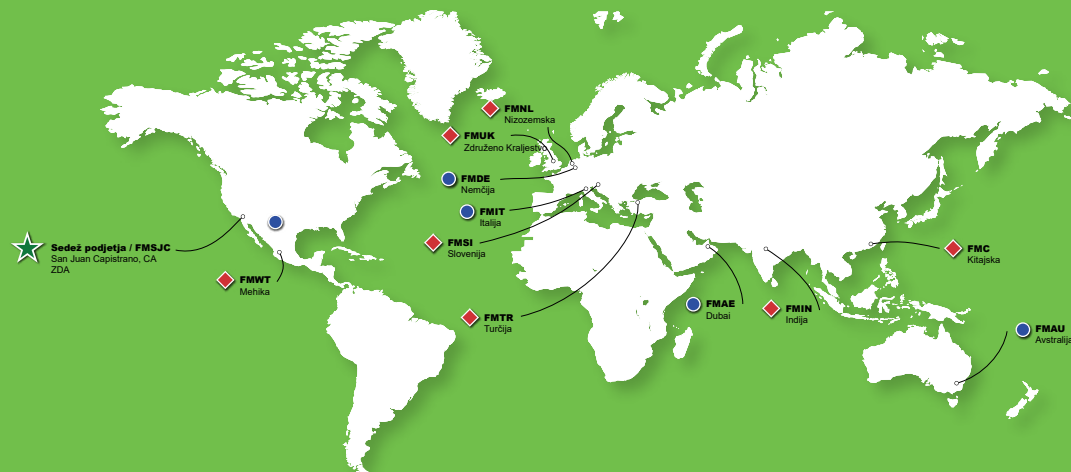 FMNL
Nizozemska
FMUK
Združeno Kraljestvo
FMDE
Nemčija
FMIT
Italija
FMSI
Slovenija
Sedež podjetja / FMSJC
San Juan Capistrano, CA
ZDA
FMWT
Mehika
FMTR
Turčija
FMAE
Dubai
FMIN
Indija
FMC
Kitajska
FMAU
Avstralija